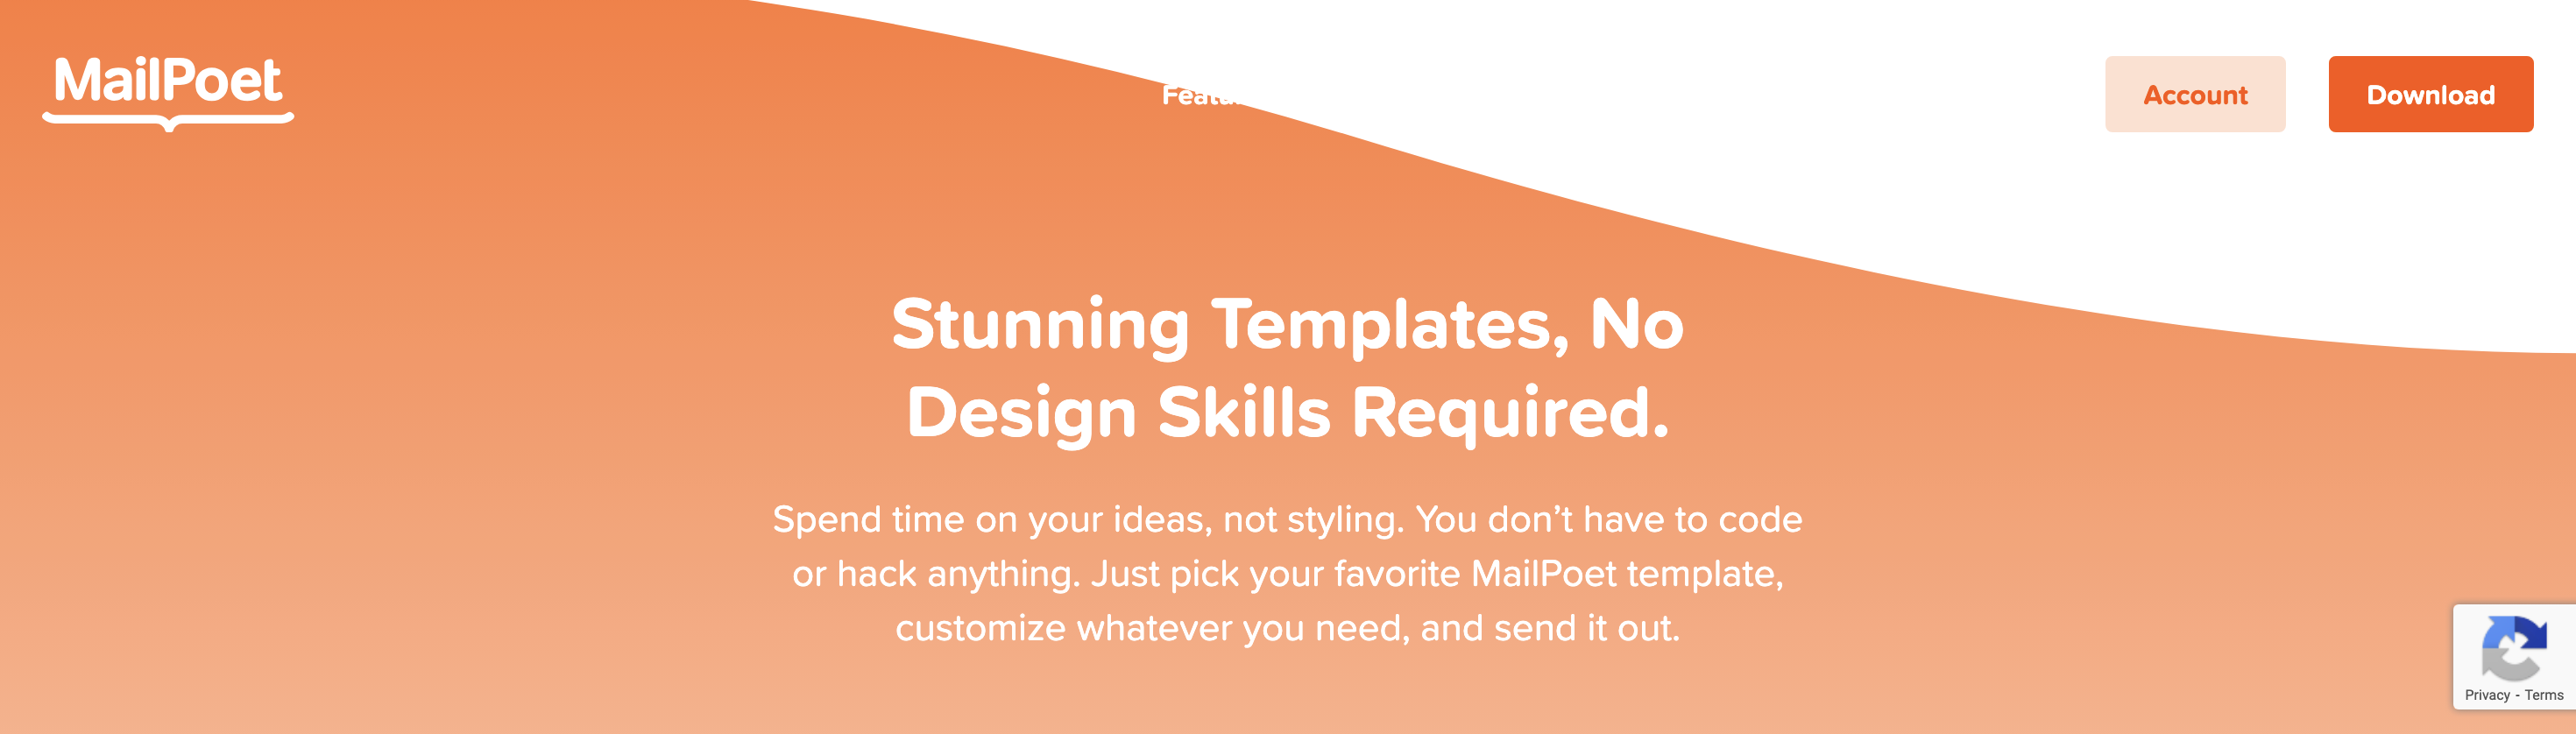 MailPoet
Account
Download
Stunning Templates, No
Design Skills Required.
Spend time on your ideas, not styling. You don’t have to code
or hack anything. Just pick your favorite MailPoet template,
customize whatever you need, and send it out.
Privacy - Terms